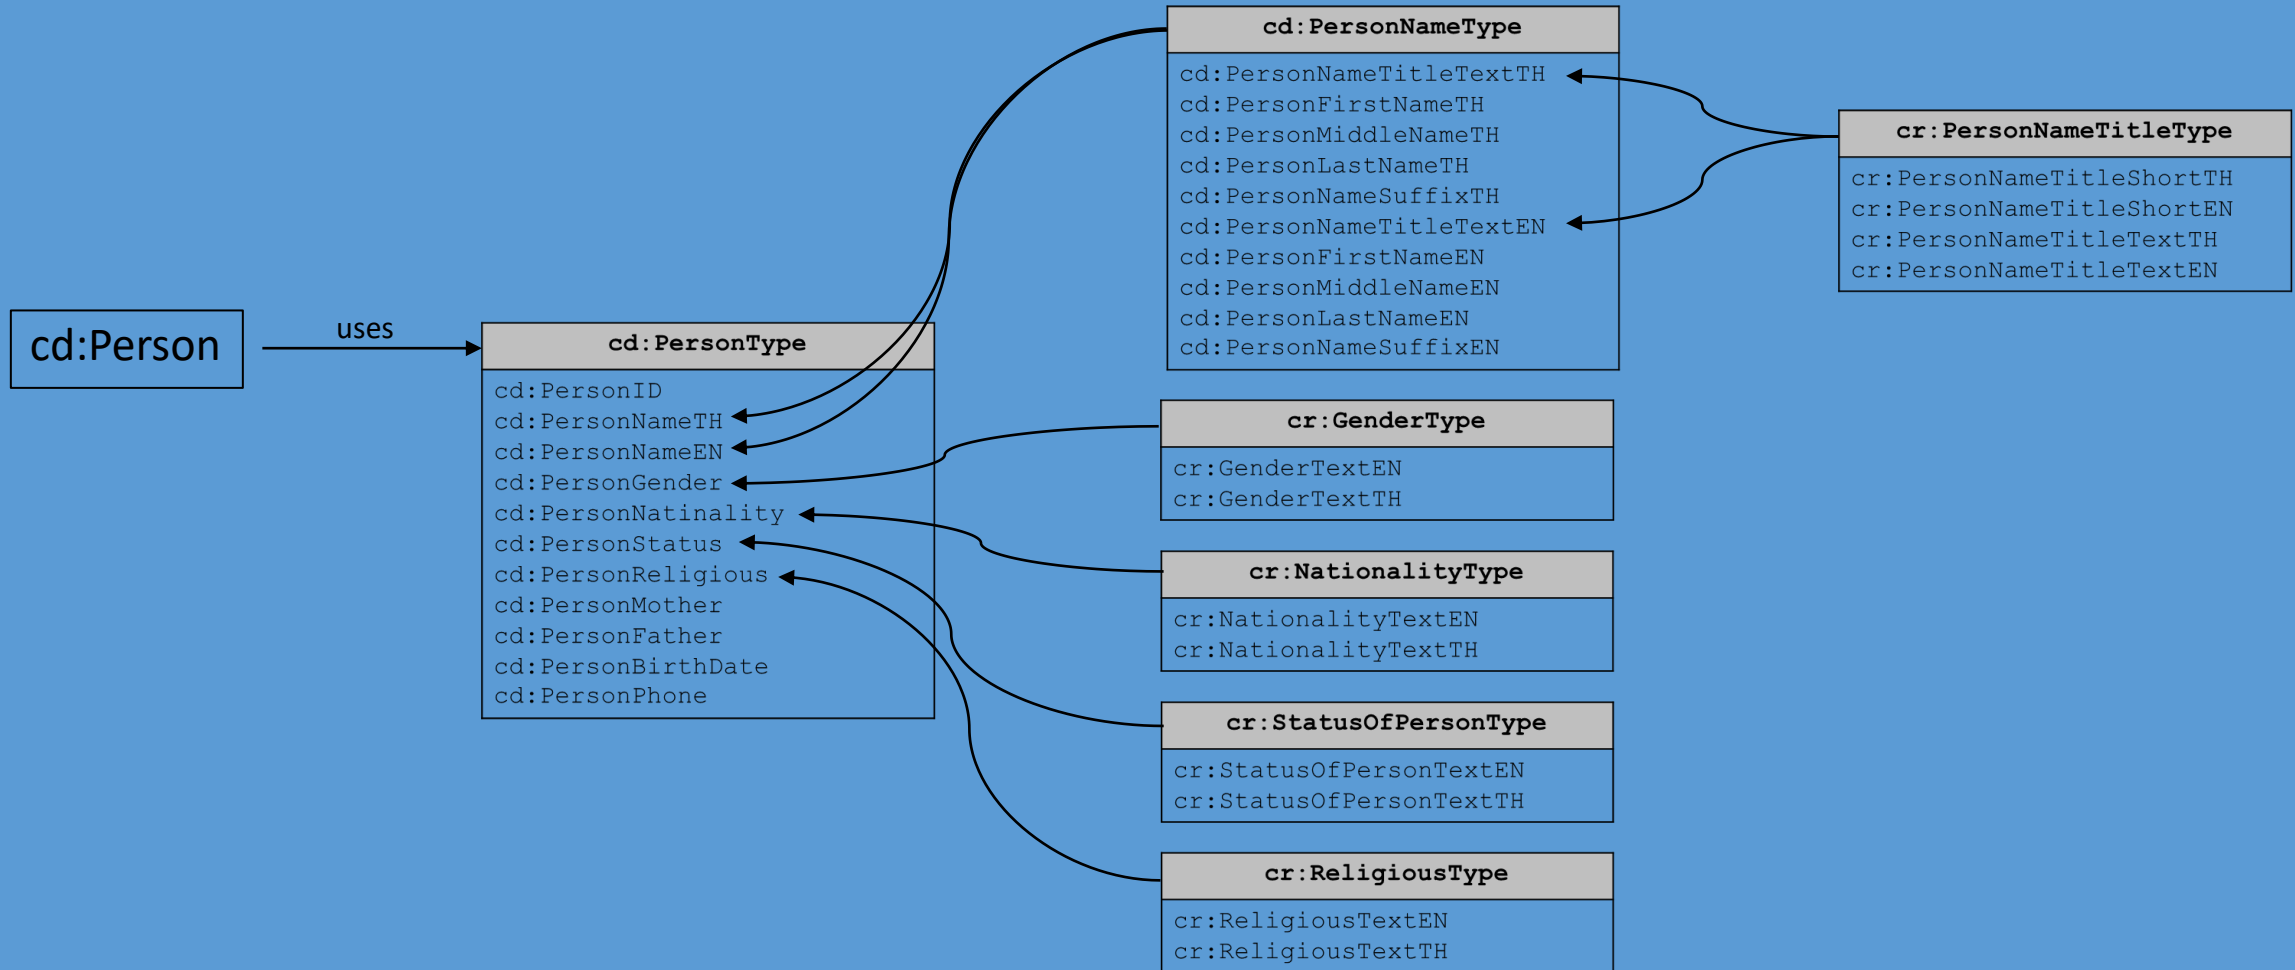 cd:Person
uses
cd:PersonType
cd:PersonID
cd:PersonNameTH
cd:PersonNameEN
cd:PersonGender
cd:PersonNatinality
cd:PersonStatus
cd:PersonReligious
cd:PersonMother
cd:PersonFather
cd:PersonBirthDate
cd:PersonPhone
cd:PersonNameType
cd:PersonNameTitleTextTH
cd:PersonFirstNameTH
cd:PersonMiddleNameTH
cd:PersonLastNameTH
cd:PersonNameSuffixTH
cd:PersonNameTitleTextEN
cd:PersonFirstNameEN
cd:PersonMiddleNameEN
cd:PersonLastNameEN
cd:PersonNameSuffixEN
cr:PersonNameTitleType
cr:PersonNameTitleShortTH
cr:PersonNameTitleShortEN
cr:PersonNameTitleTextTH
cr:PersonNameTitleTextEN
cr:GenderType
cr:GenderTextEN
cr:GenderTextTH
cr:NationalityType
cr:NationalityTextEN
cr:NationalityTextTH
cr:StatusOfPersonType
cr:StatusOfPersonTextEN
cr:StatusOfPersonTextTH
cr:ReligiousType
cr:ReligiousTextEN
cr:ReligiousTextTH